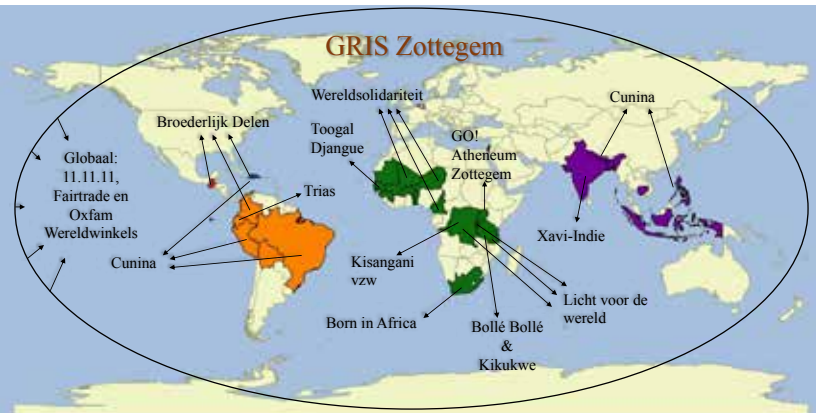 GRIS Zottegem
Wereldsolidariteit
Cunina
Broederlijk Delen
Toogal
Djangue
GO!
Atheneum
Zottegem
Globaal:
11.11.11,
Fairtrade en
Oxfam
Wereldwinkels
Trias
Xavi-Indie
Cunina
Kisangani
vzw
Licht voor de
wereld
Born in Africa
Bollé Bollé
&
Kikukwe